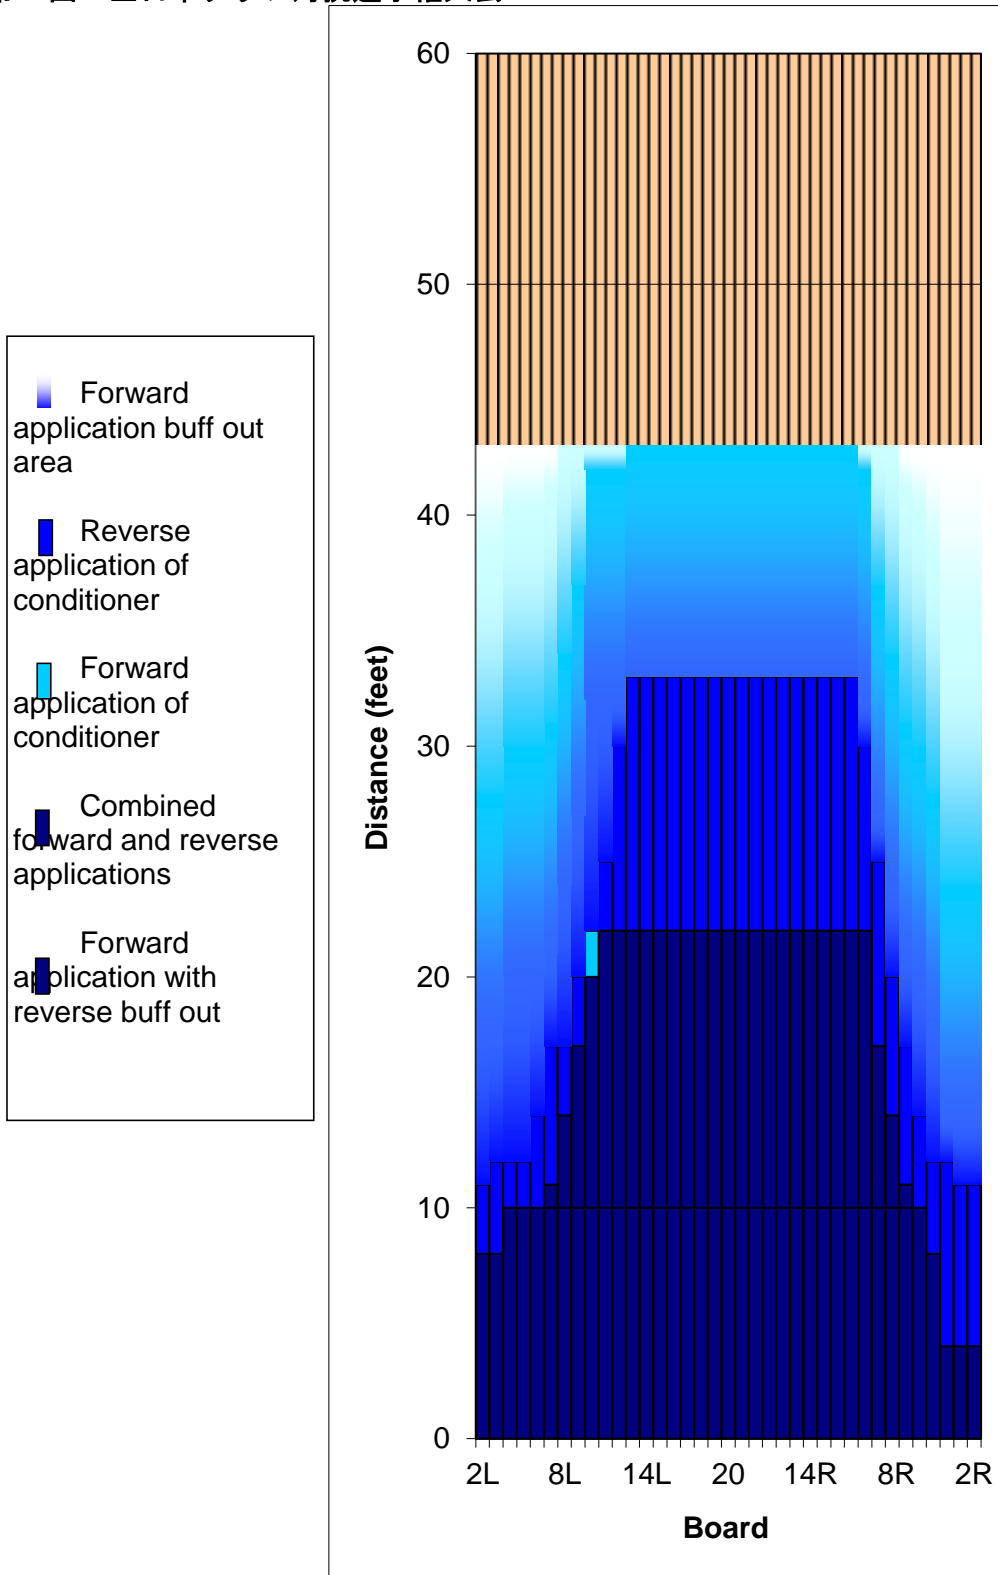 60
50
40
30
20
10
0
Distance (feet)
2L 8L 14L 20 14R 8R 2R
Board
Forward
application buff out
area
Reverse
application of
conditioner
Forward
application of
conditioner
Combined
forward and reverse
applications
Forward
application with
reverse buff out